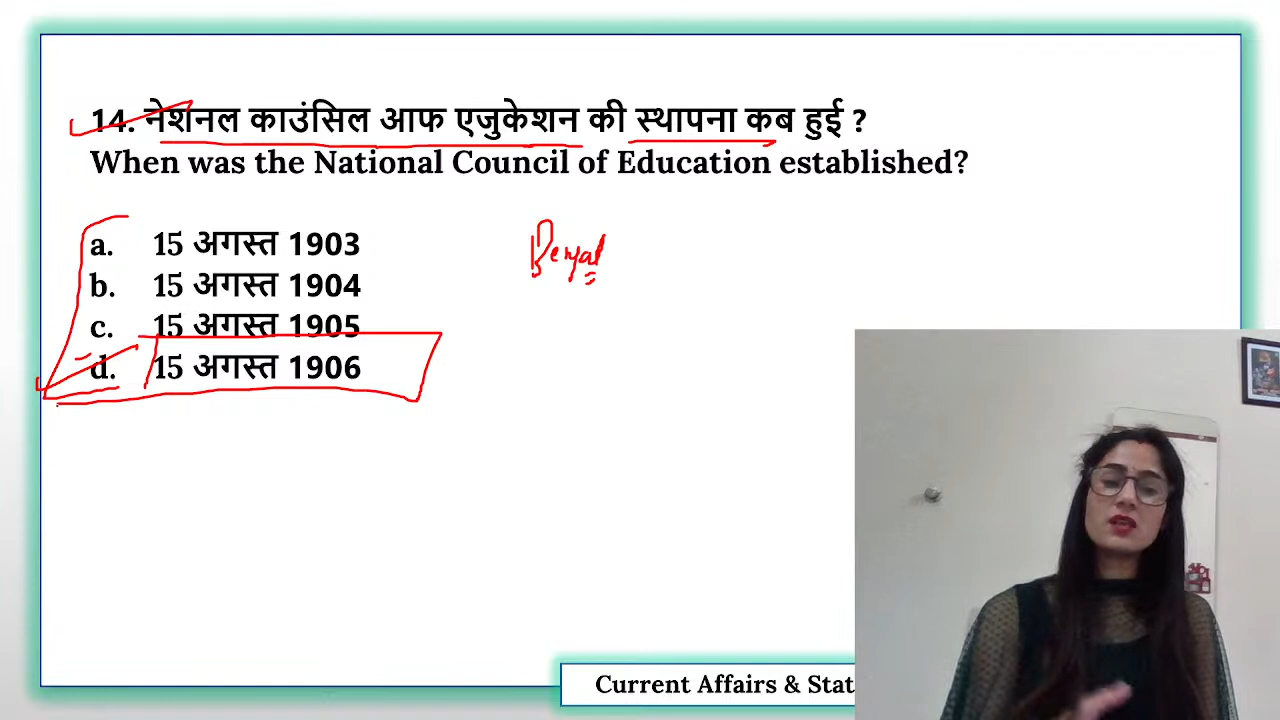 14. नेशनल काउंसिल आफ एजुकेशन की स्थापना कब हुई ?
When was the National Council of Education established?
a. 15 अगस्त 1903
b. 15 अगस्त 1904
Bengal
c. 15 अगस्त 1905
d. 15 अगस्त 1906
Current Affairs & Stat